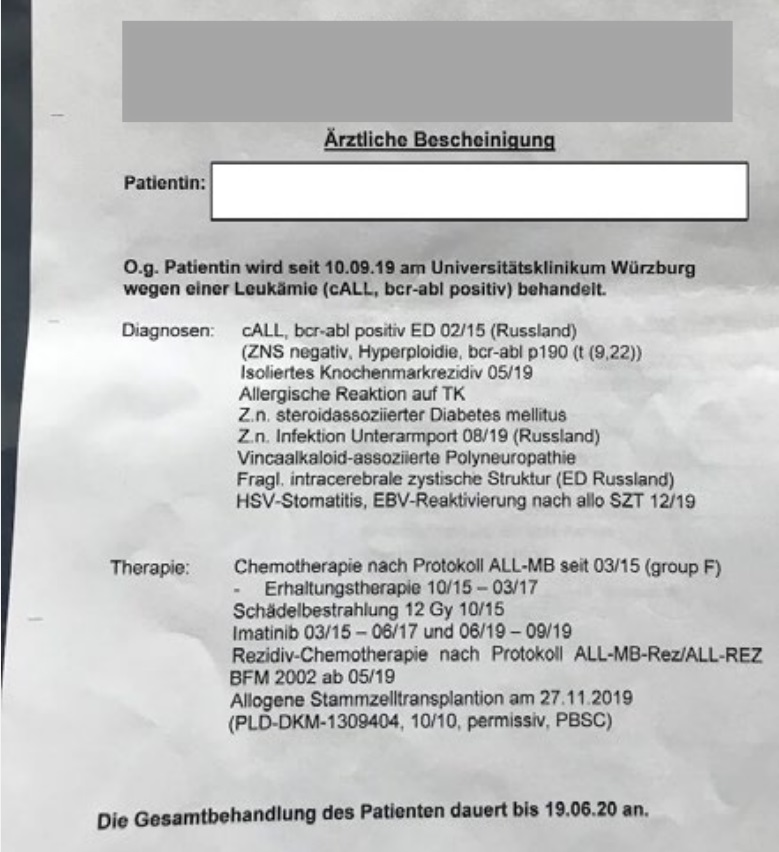 Ärztliche Bescheinigung
Patientin:
O.g. Patientin wird seit 10.09.19 am Universitätsklinikum Würzburg
wegen einer Leukämie (cALL, bcr-abl positiv) behandelt.
Diagnosen: cALL, bcr-abl positiv ED 02/15 (Russland)
(ZNS negativ, Hyperploidie, bcr-abl p190 (t (9,22))
Isoliertes Knochenmarkrezidiv 05/19
Allergische Reaktion auf TK
Z.n. steroidassoziierter Diabetes mellitus
Z.n. Infektion Unterarmport 08/19 (Russland)
Vincaalkaloid-assoziierte Polyneuropathie
Fragl. intracerebrale zystische Struktur (ED Russland)
HSV-Stomatitis, EBV-Reaktivierung nach allo SZT 12/19
Therapie: Chemotherapie nach Protokoll ALL-MB seit 03/15 (group F)
- Erhaltungstherapie 10/15 – 03/17
Schädelbestrahlung 12 Gy 10/15
Imatinib 03/15 – 06/17 und 06/19 – 09/19
Rezidiv-Chemotherapie nach Protokoll ALL-MB-Rez/ALL-REZ
BFM 2002 ab 05/19
Allogene Stammzelltransplantion am 27.11.2019
(PLD-DKM-1309404, 10/10, permissiv, PBSC)
Die Gesamtbehandlung des Patienten dauert bis 19.06.20 an.